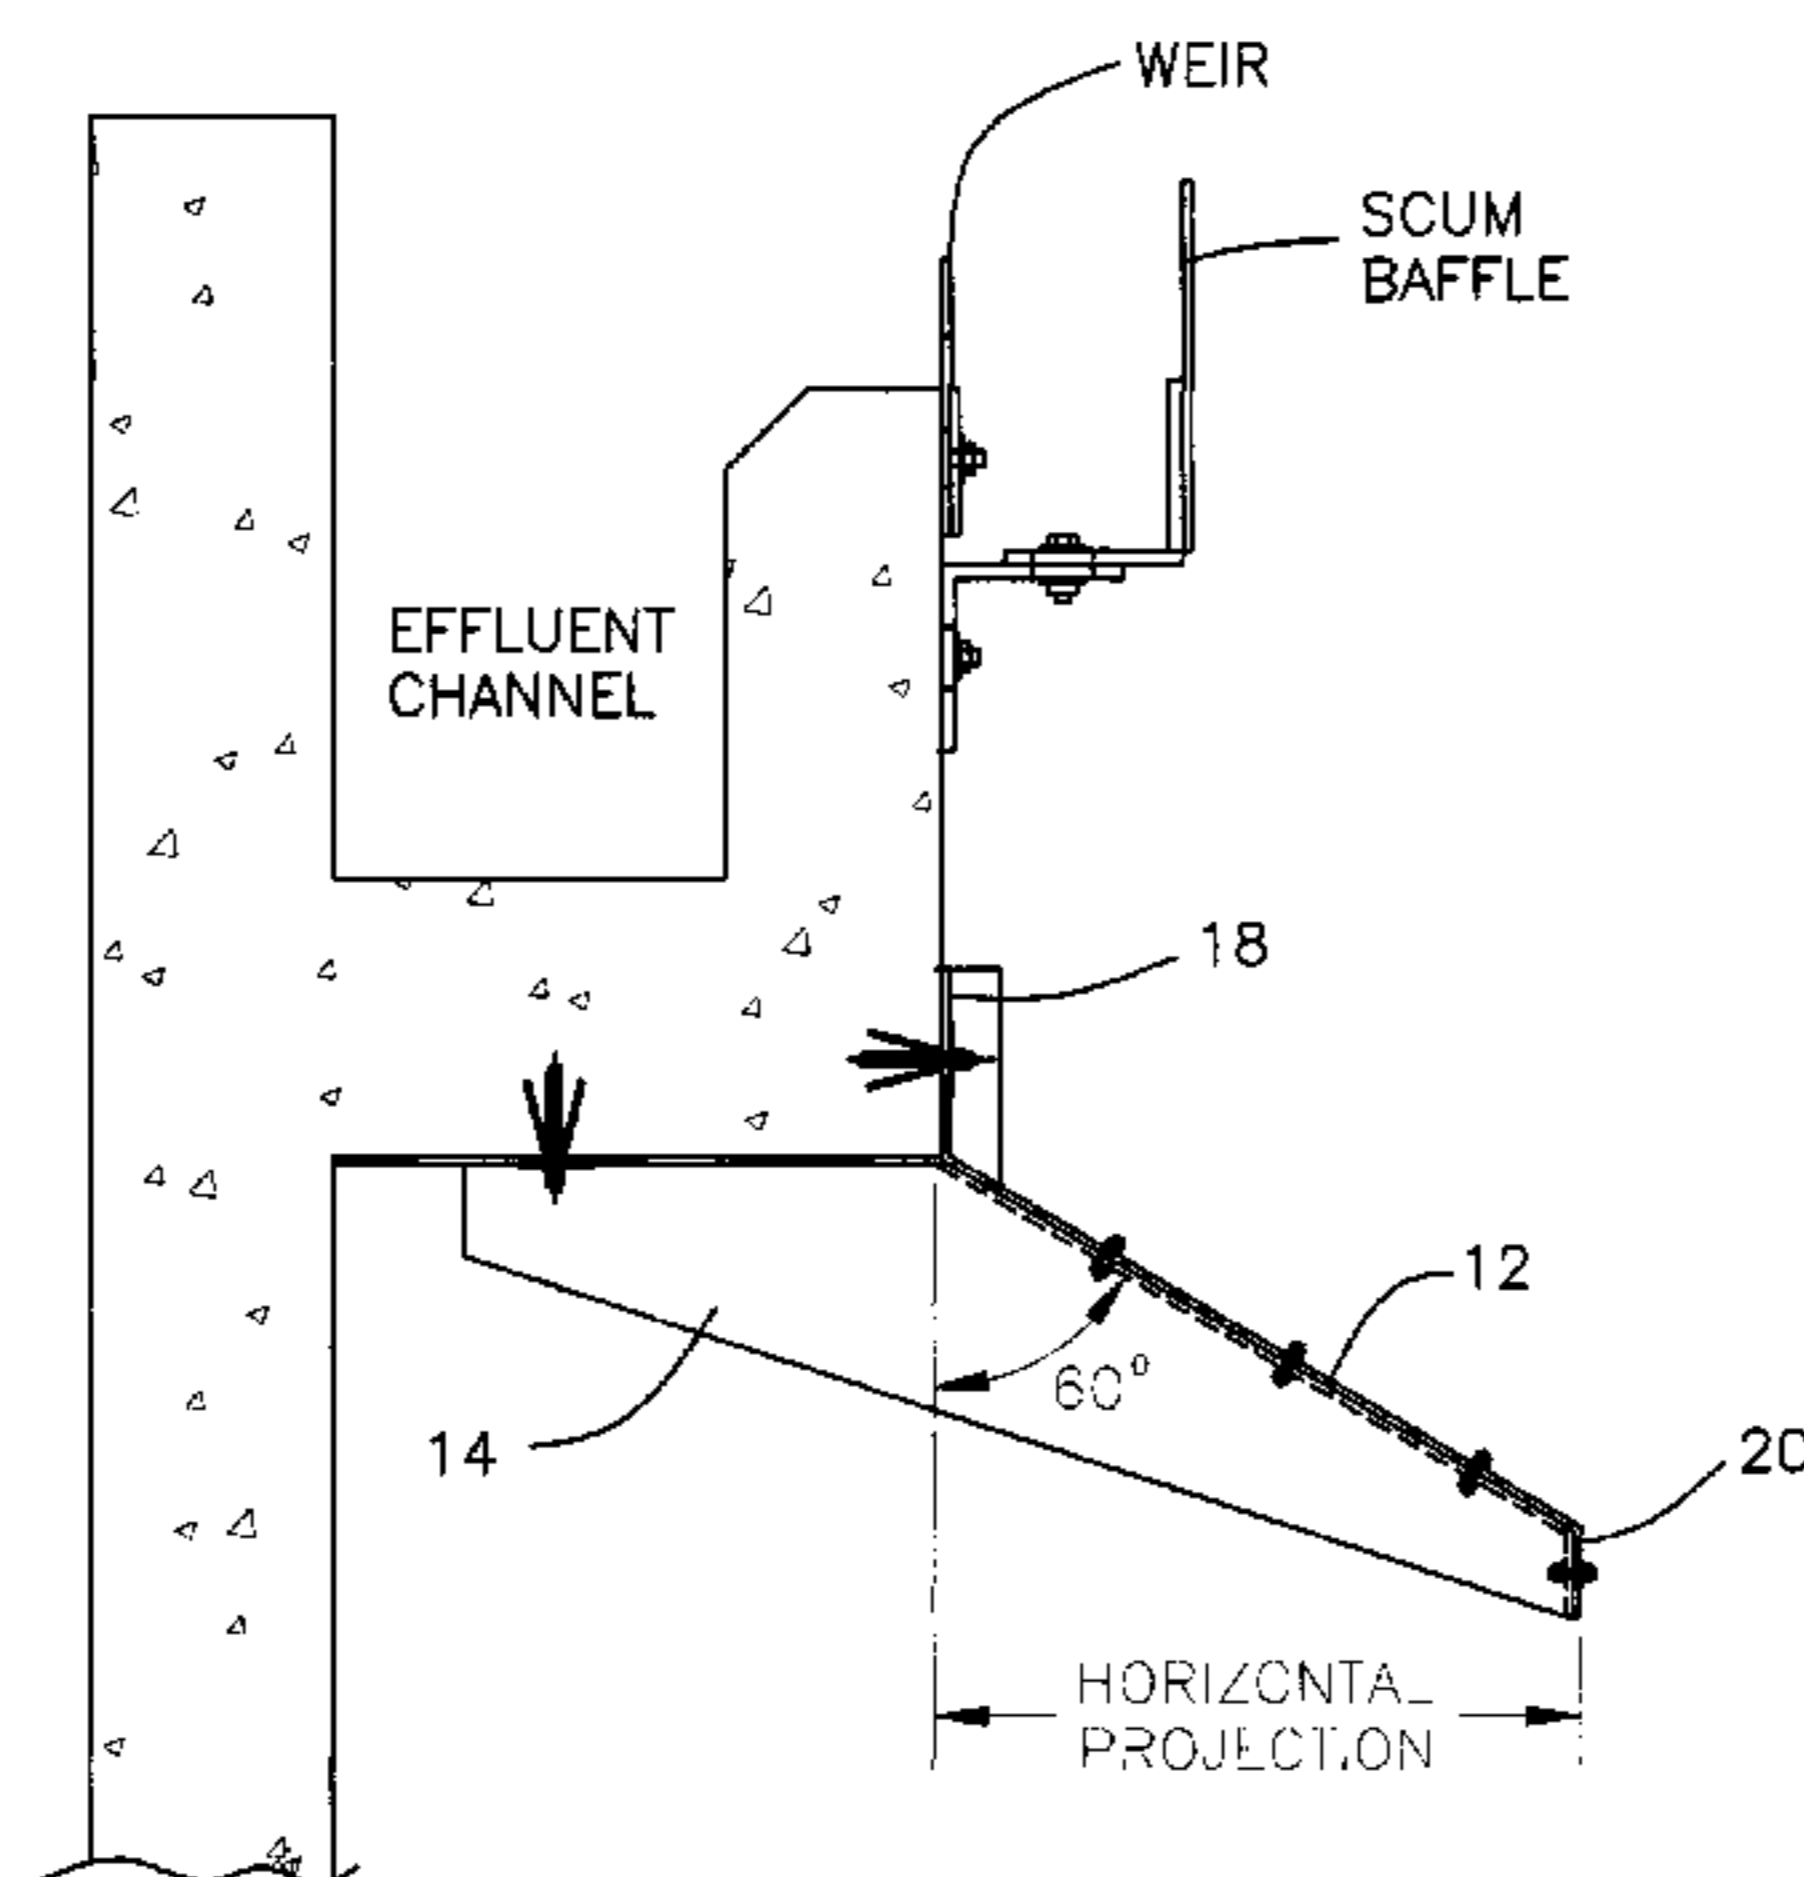 WEIR
SCUM
BAFFLE
EFFLUENT
CHANNEL
18
12
60°
14
20
HORIZONTAL
PROJECTION